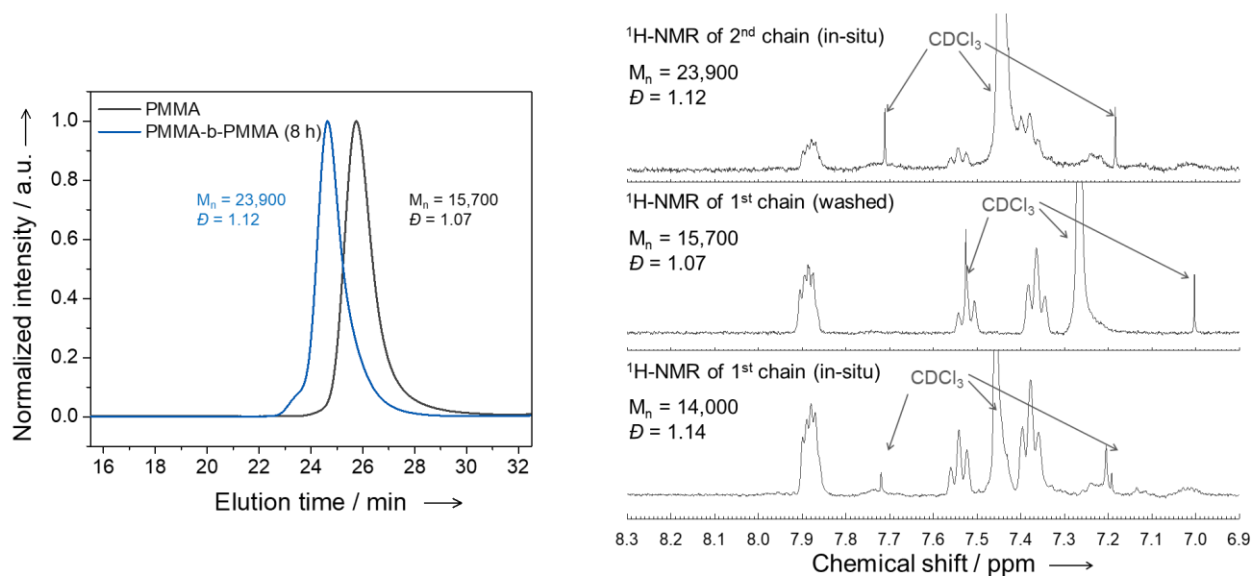 PMMA
PMMA-b-PMMA (8 h)
Mn = 23,900
Đ = 1.12
Mn = 15,700
Đ = 1.07
Normalized intensity / a.u.
1.0
0.8
0.6
0.4
0.2
0.0
16 18 20 22 24 26 28 30 32
Elution time / min
¹H-NMR of 2ⁿᵈ chain (in-situ)
CDCl₃
Mn = 23,900
Đ = 1.12
¹H-NMR of 1ˢᵗ chain (washed)
CDCl₃
Mn = 15,700
Đ = 1.07
¹H-NMR of 1ˢᵗ chain (in-situ)
CDCl₃
Mn = 14,000
Đ = 1.14
8.3 8.2 8.1 8.0 7.9 7.8 7.7 7.6 7.5 7.4 7.3 7.2 7.1 7.0 6.9
Chemical shift / ppm